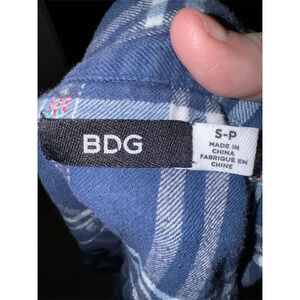 BDG
S-P
MADE IN
CHINA
FABRIQUÉ EN
CHINE